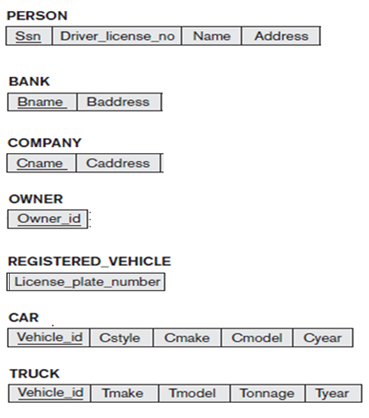 PERSON
Ssn Driver_license_no Name Address
BANK
Bname Baddress
COMPANY
Cname Caddress
OWNER
Owner_id
REGISTERED_VEHICLE
License_plate_number
CAR
Vehicle_id Cstyle Cmake Cmodel Cyear
TRUCK
Vehicle_id Tmake Tmodel Tonnage Tyear